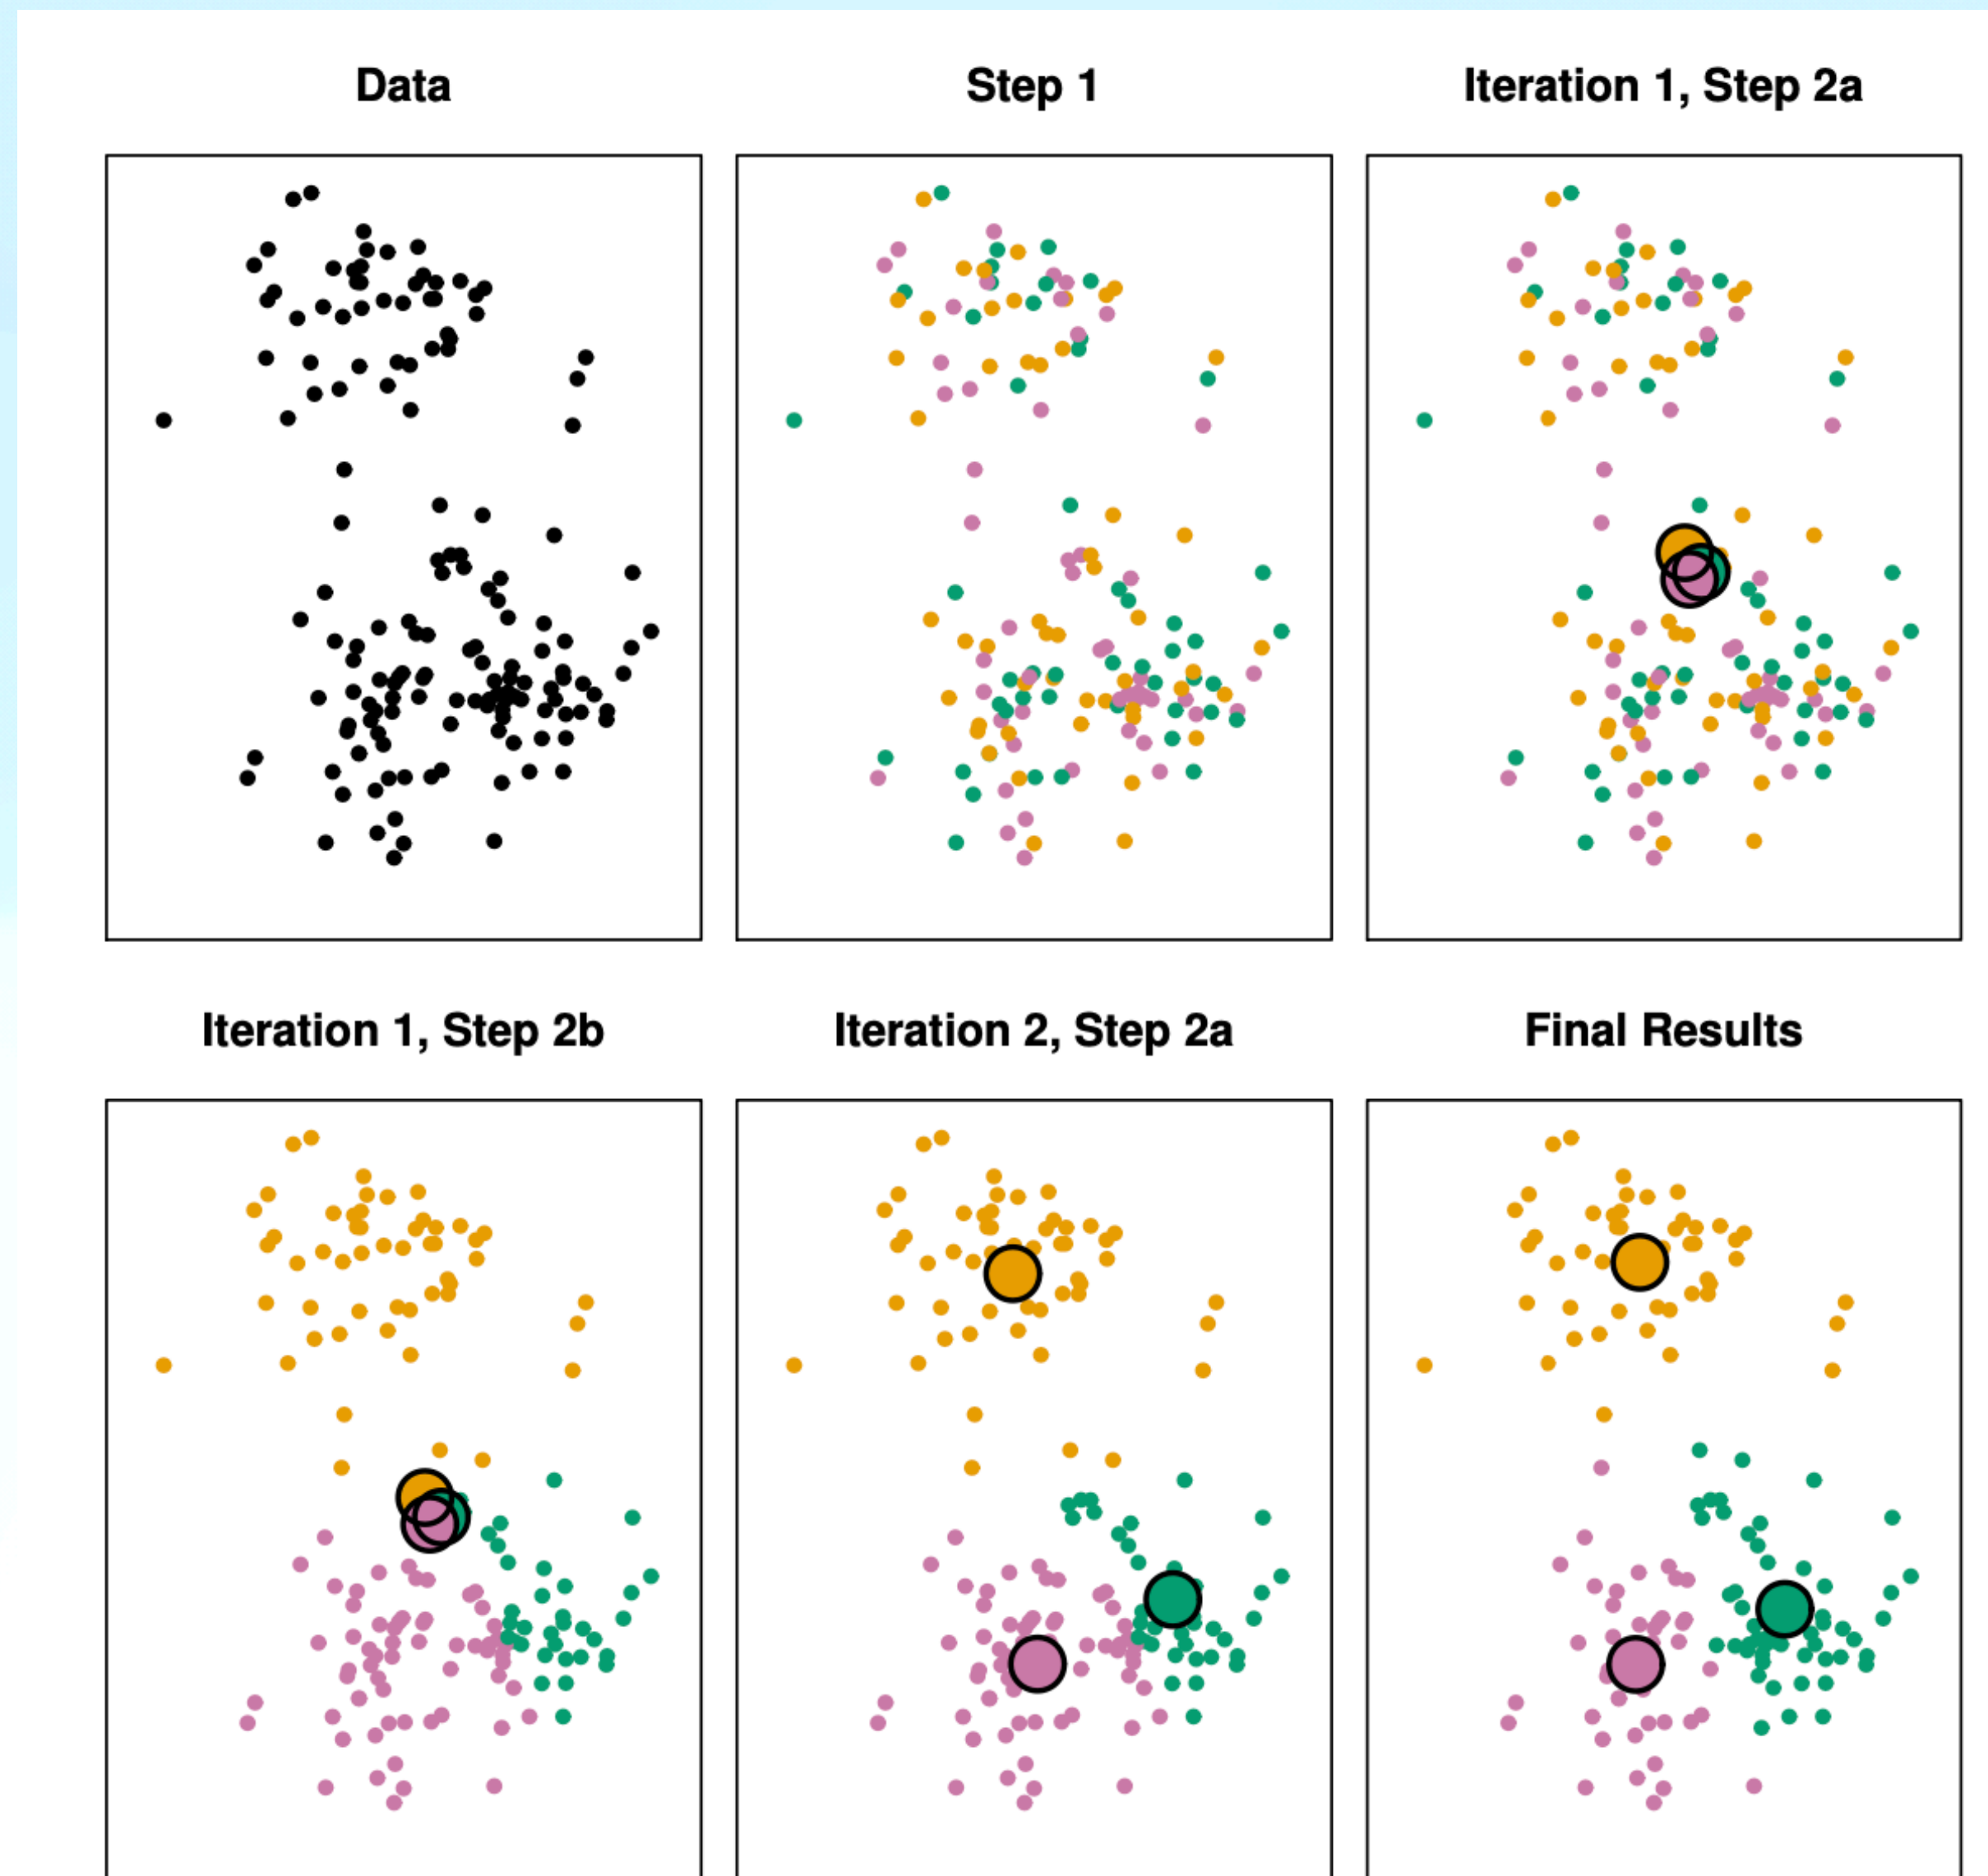 Data
Step 1
Iteration 1, Step 2a
Iteration 1, Step 2b
Iteration 2, Step 2a
Final Results